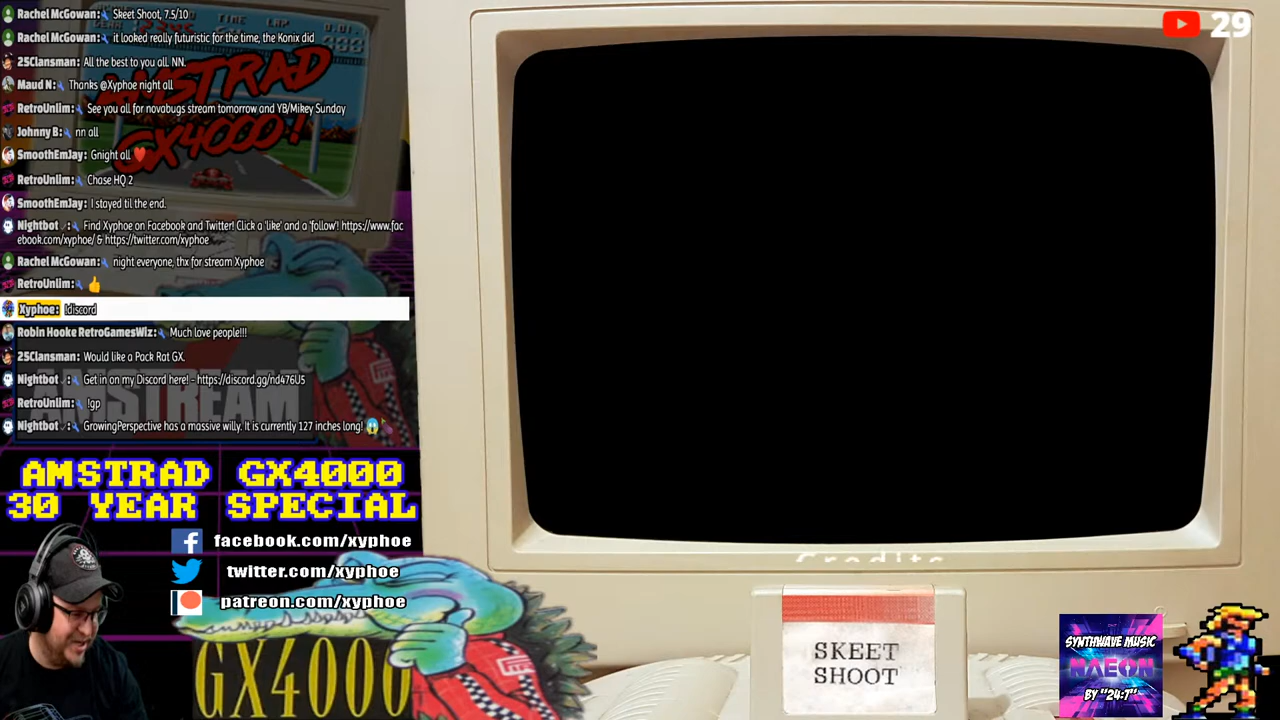 Rachel McGowan: Skeet Shoot, 7.5/10
Rachel McGowan: it looked really futuristic for the time, the Konix did
25Clansman: All the best to you all. NN.
Maud N: Thanks @Xyphoe night all
RetroUnlim: See you all for novabugs stream tomorrow and YB/Mikey Sunday
Johnny B: nn all
SmoothEmJay: Gnight all ❤️
RetroUnlim: Chase HQ 2
SmoothEmJay: I stayed til the end.
Nightbot: Find Xyphoe on Facebook and Twitter! Click a 'like' and a 'follow'! https://www.fac
ebook.com/xyphoe/ & https://twitter.com/xyphoe
Rachel McGowan: night everyone, thx for stream Xyphoe
RetroUnlim: 👍
Xyphoe: !discord
Robin Hooke RetroGamesWiz: Much love people!!!
25Clansman: Would like a Pack Rat GX.
Nightbot: Get in on my Discord here! - https://discord.gg/nd476U5
RetroUnlim: !gp
Nightbot: GrowingPerspective has a massive willy. It is currently 127 inches long! 😱
TIME LAP
AMSTRAD
GX4000!
AMSTREAM
AMSTRAD GX4000
30 YEAR SPECIAL
facebook.com/xyphoe
twitter.com/xyphoe
patreon.com/xyphoe
GX4000
29
Credits
SKEET
SHOOT
SYNTHWAVE MUSIC
NAEON
BY "24:7"